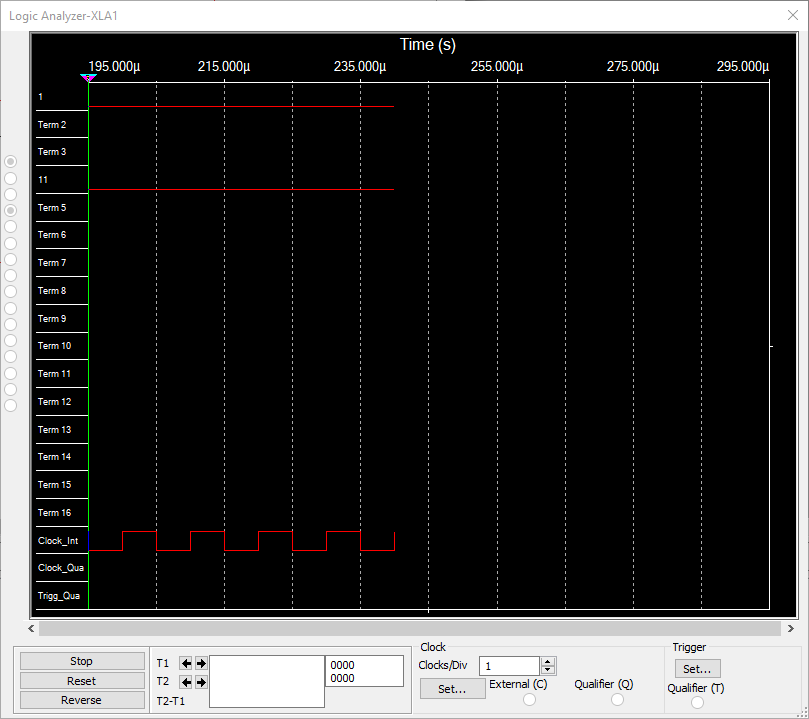 Logic Analyzer-XLA1
Time (s)
195.000µ 215.000µ 235.000µ 255.000µ 275.000µ 295.000µ
1
Term 2
Term 3
11
Term 5
Term 6
Term 7
Term 8
Term 9
Term 10
Term 11
Term 12
Term 13
Term 14
Term 15
Term 16
Clock_Int
Clock_Qua
Trigg_Qua
Stop
Reset
Reverse
T1
T2
T2-T1
0000
0000
Clock
Clocks/Div 1
Set...
External (C)
Qualifier (Q)
Trigger
Set...
Qualifier (T)